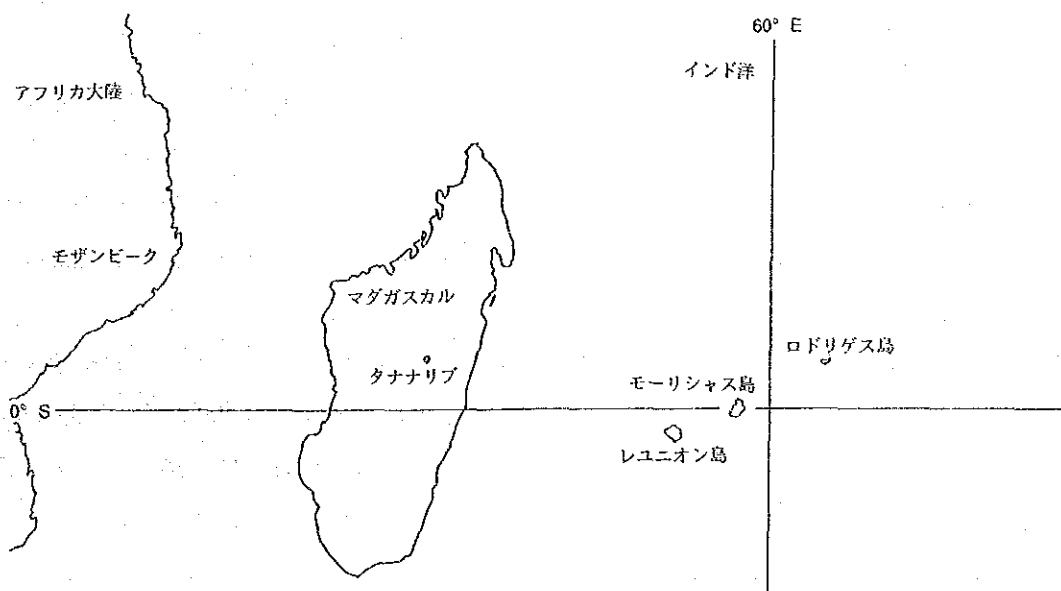 60° E
インド洋
アフリカ大陸
モザンビーク
マダガスカル
ロドリゲス島
タナナリブ
モーリシャス島
0° S
レユニオン島